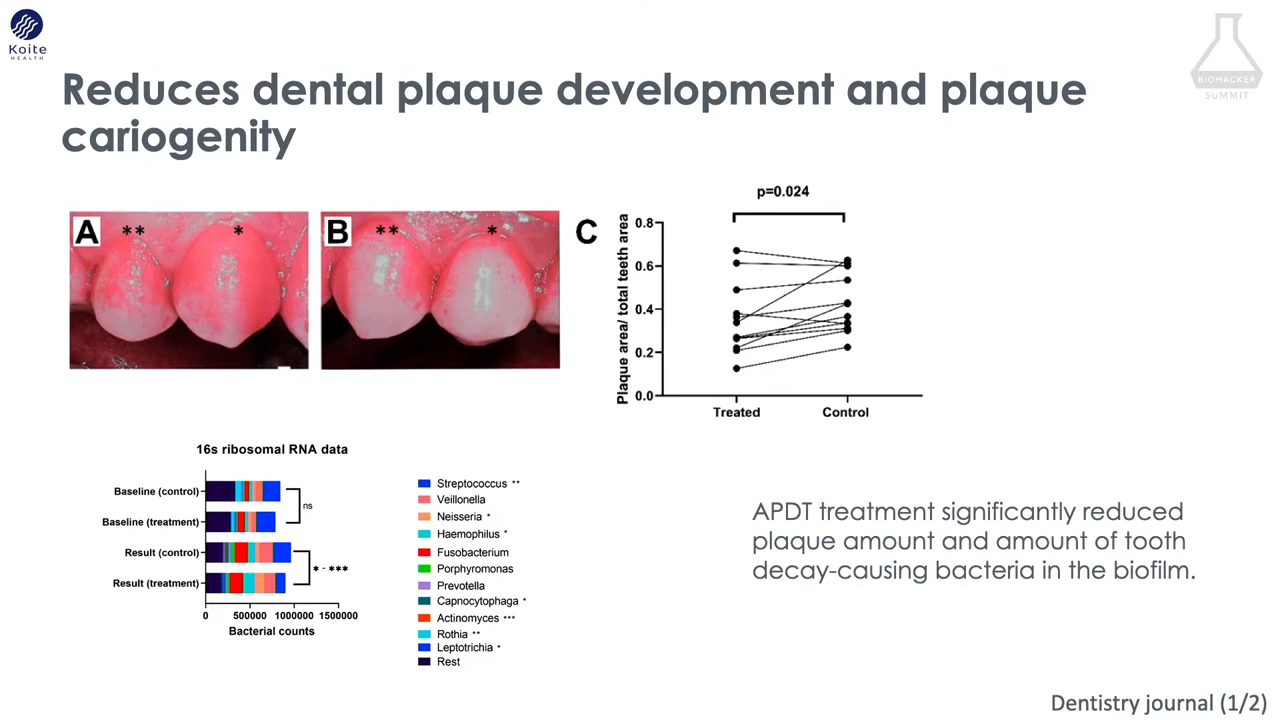 Koite
HEALTH
BIOHACKER
SUMMIT
Reduces dental plaque development and plaque
cariogenity
A
**
*
B
**
*
C
p=0.024
Plaque area/ total teeth area
0.8
0.6
0.4
0.2
0.0
Treated
Control
16s ribosomal RNA data
Baseline (control)
Baseline (treatment)
Result (control)
Result (treatment)
ns
* - ***
0
500000
1000000
1500000
Bacterial counts
Streptococcus **
Veillonella
Neisseria *
Haemophilus *
Fusobacterium
Porphyromonas
Prevotella
Capnocytophaga *
Actinomyces ***
Rothia **
Leptotrichia *
Rest
APDT treatment significantly reduced
plaque amount and amount of tooth
decay-causing bacteria in the biofilm.
Dentistry journal (1/2)